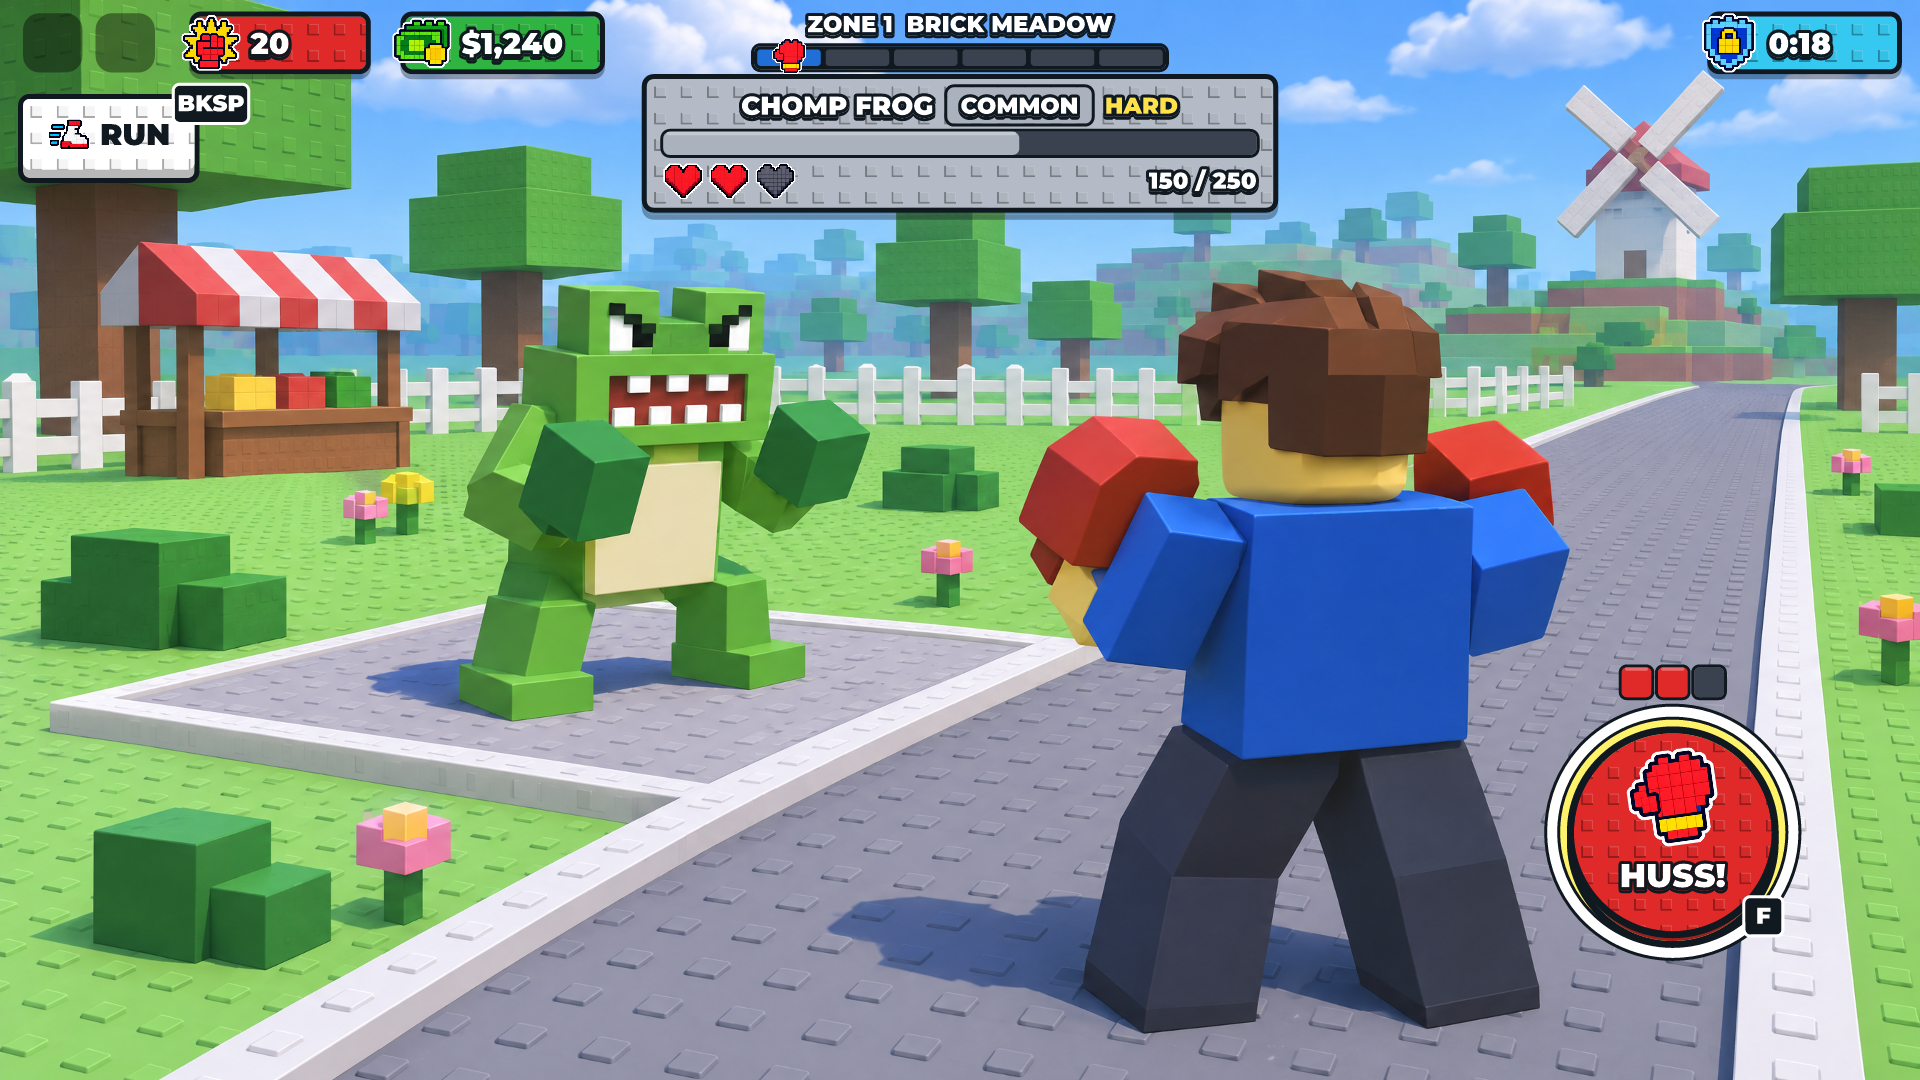 20
$1,240
ZONE 1 BRICK MEADOW
0:18
BKSP
RUN
CHOMP FROG COMMON HARD
150 / 250
HUSS!
F